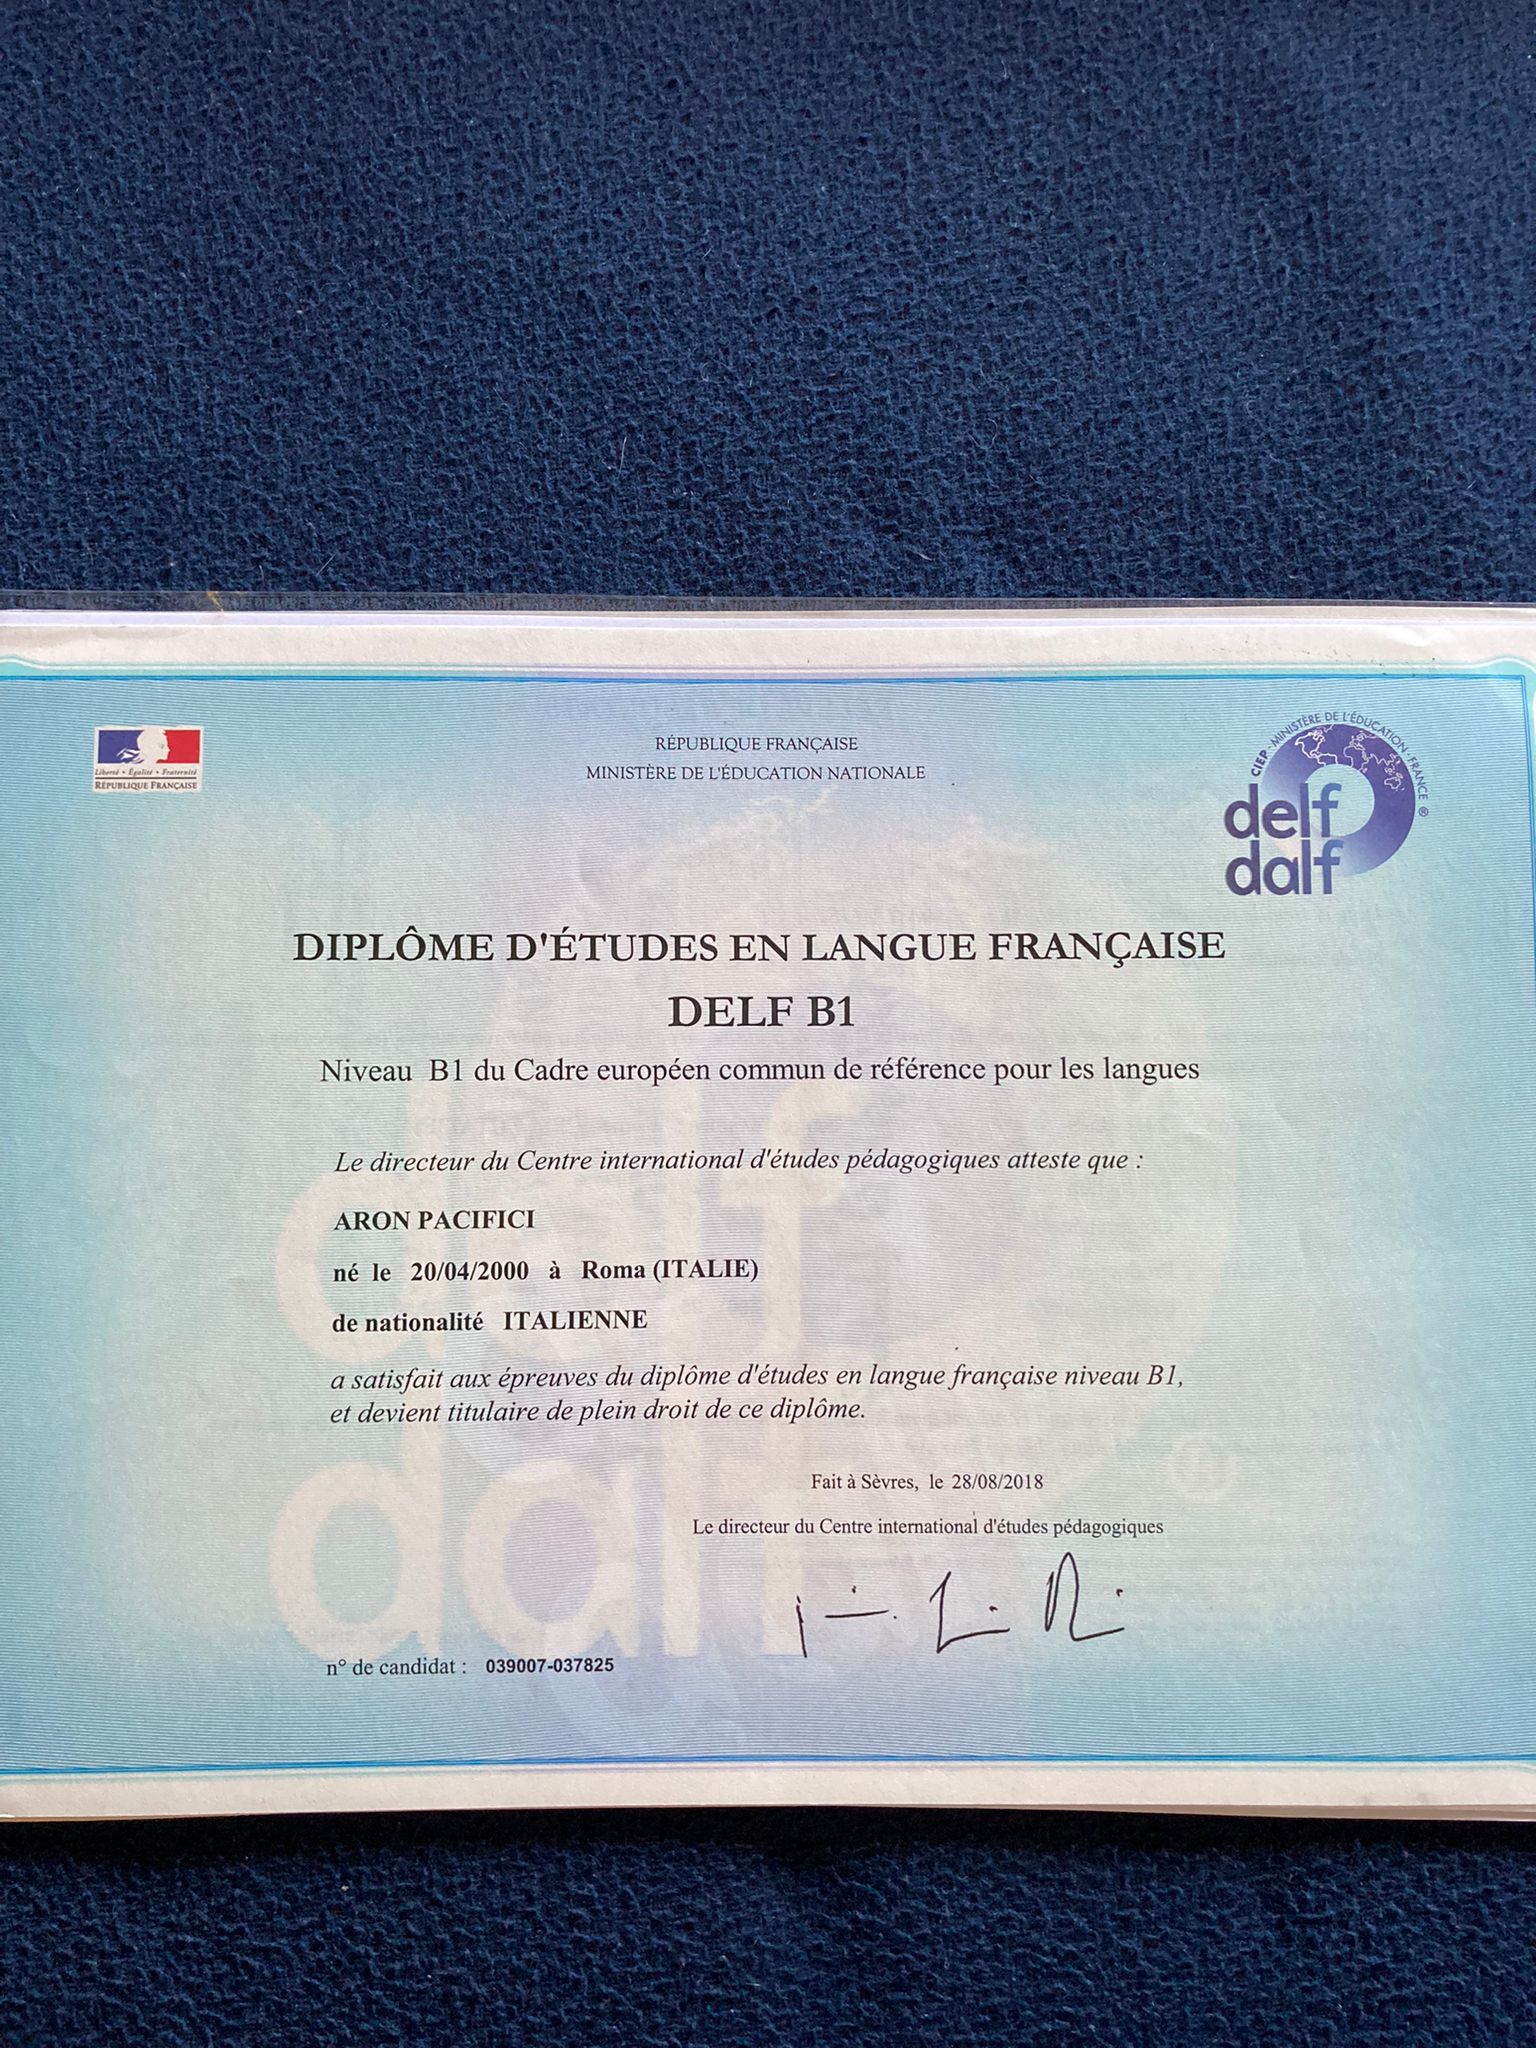 Liberté • Égalité • Fraternité
RÉPUBLIQUE FRANÇAISE
RÉPUBLIQUE FRANÇAISE
MINISTÈRE DE L'ÉDUCATION NATIONALE
CIEP - MINISTÈRE DE L'ÉDUCATION - FRANCE ®
delf
dalf
DIPLÔME D'ÉTUDES EN LANGUE FRANÇAISE
DELF B1
Niveau B1 du Cadre européen commun de référence pour les langues
Le directeur du Centre international d'études pédagogiques atteste que :
ARON PACIFICI
né le 20/04/2000 à Roma (ITALIE)
de nationalité ITALIENNE
a satisfait aux épreuves du diplôme d'études en langue française niveau B1,
et devient titulaire de plein droit de ce diplôme.
Fait à Sèvres, le 28/08/2018
Le directeur du Centre international d'études pédagogiques
n° de candidat : 039007-037825
delf
dalf